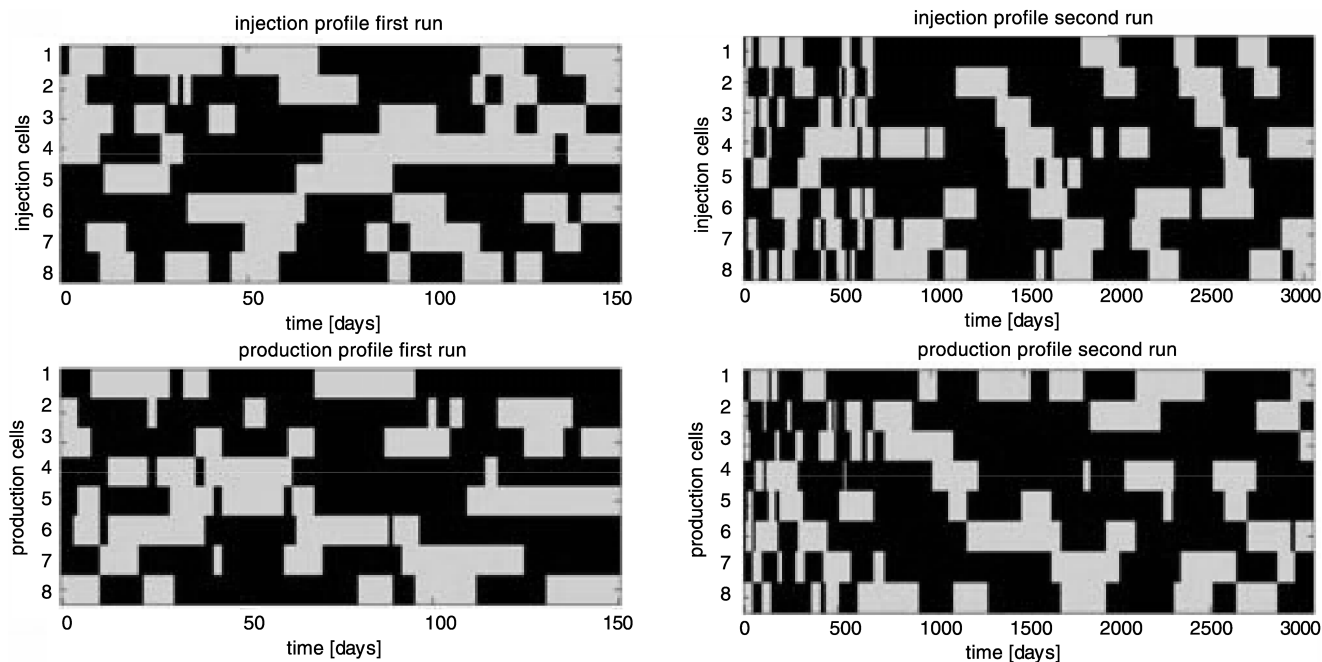 injection profile first run
injection cells
1
2
3
4
5
6
7
8
0 50 100 150
time [days]
injection profile second run
injection cells
1
2
3
4
5
6
7
8
0 500 1000 1500 2000 2500 3000
time [days]
production profile first run
production cells
1
2
3
4
5
6
7
8
0 50 100 150
time [days]
production profile second run
production cells
1
2
3
4
5
6
7
8
0 500 1000 1500 2000 2500 3000
time [days]